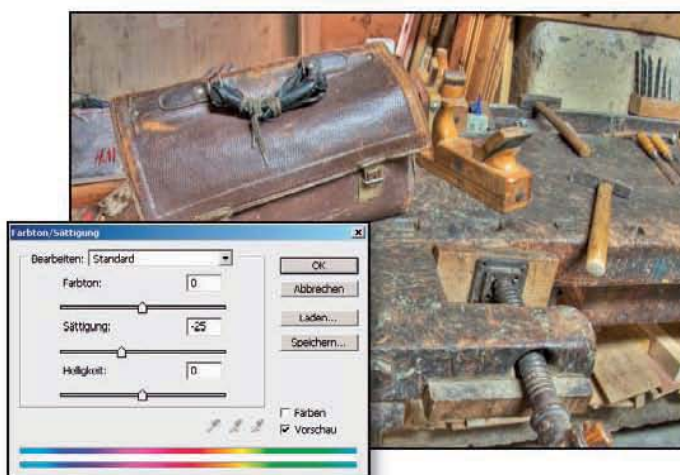 Farbton/Sättigung
Bearbeiten: Standard
OK
Farbton: 0
Abbrechen
Sättigung: -25
Laden...
Speichern...
Helligkeit: 0
Färben
Vorschau